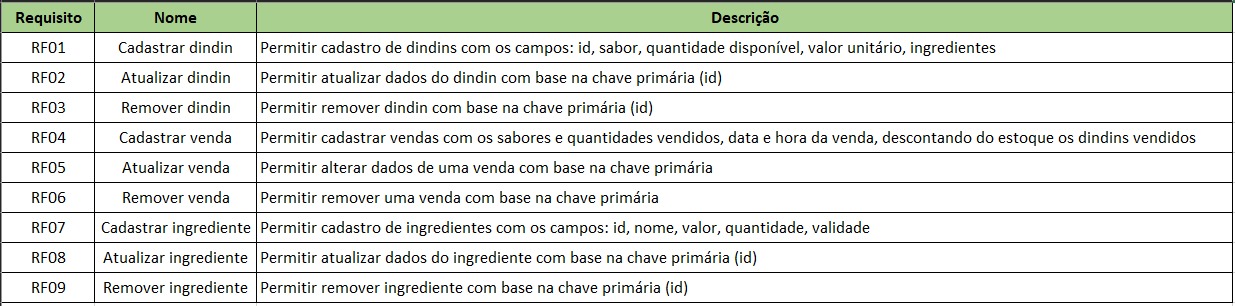 Requisito Nome Descrição
RF01 Cadastrar dindin Permitir cadastro de dindins com os campos: id, sabor, quantidade disponível, valor unitário, ingredientes
RF02 Atualizar dindin Permitir atualizar dados do dindin com base na chave primária (id)
RF03 Remover dindin Permitir remover dindin com base na chave primária (id)
RF04 Cadastrar venda Permitir cadastrar vendas com os sabores e quantidades vendidos, data e hora da venda, descontando do estoque os dindins vendidos
RF05 Atualizar venda Permitir alterar dados de uma venda com base na chave primária
RF06 Remover venda Permitir remover uma venda com base na chave primária
RF07 Cadastrar ingrediente Permitir cadastro de ingredientes com os campos: id, nome, valor, quantidade, validade
RF08 Atualizar ingrediente Permitir atualizar dados do ingrediente com base na chave primária (id)
RF09 Remover ingrediente Permitir remover ingrediente com base na chave primária (id)